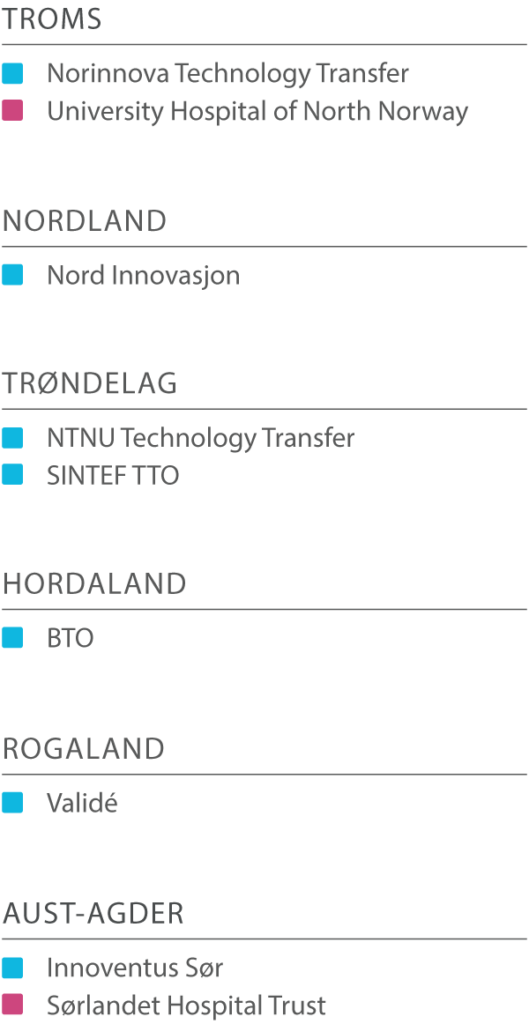 TROMS
Norinnova Technology Transfer
University Hospital of North Norway
NORDLAND
Nord Innovasjon
TRØNDELAG
NTNU Technology Transfer
SINTEF TTO
HORDALAND
BTO
ROGALAND
Validé
AUST-AGDER
Innoventus Sør
Sørlandet Hospital Trust